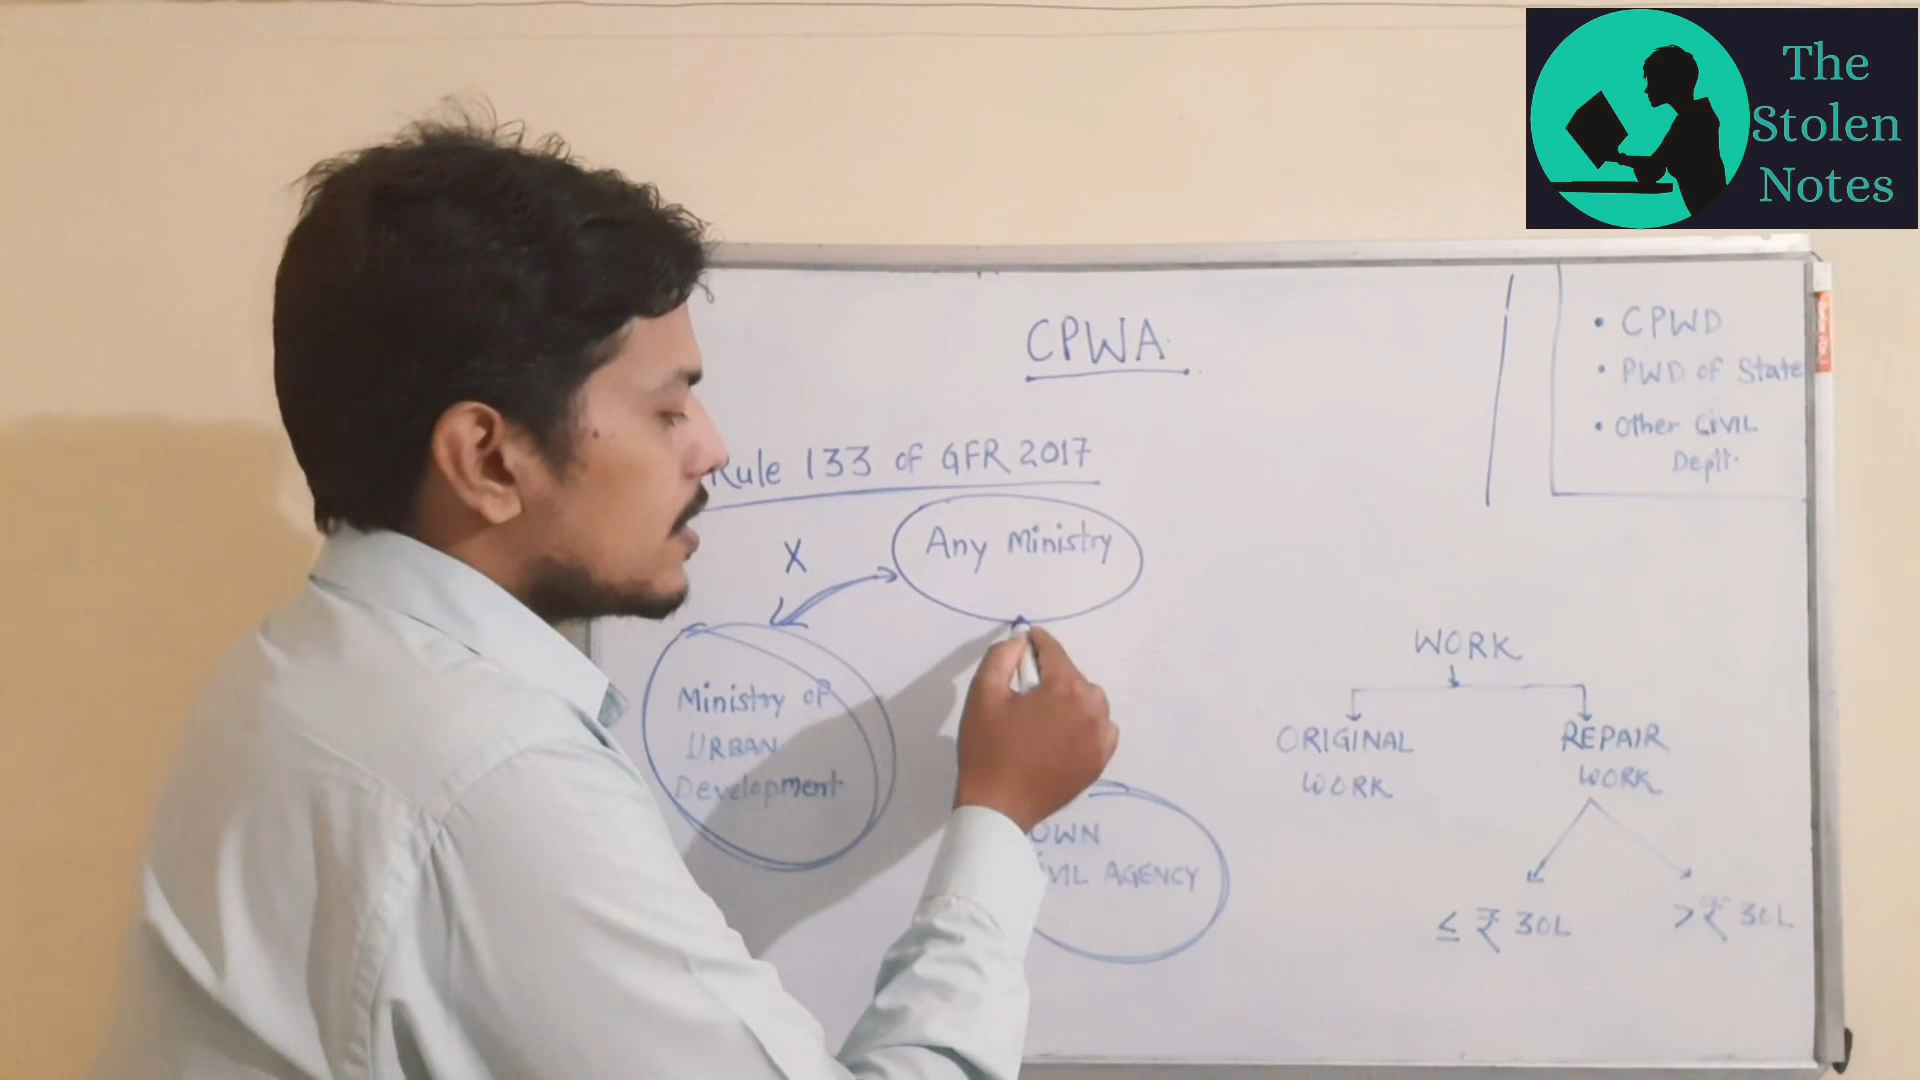 The
Stolen
Notes
CPWA
Rule 133 of GFR 2017
X
Any Ministry
Ministry of
URBAN
Development
OWN
CIVIL AGENCY
• CPWD
• PWD of State
• Other CIVIL
Deptt.
WORK
ORIGINAL
WORK
REPAIR
WORK
≤ ₹ 30L
> ₹ 30L